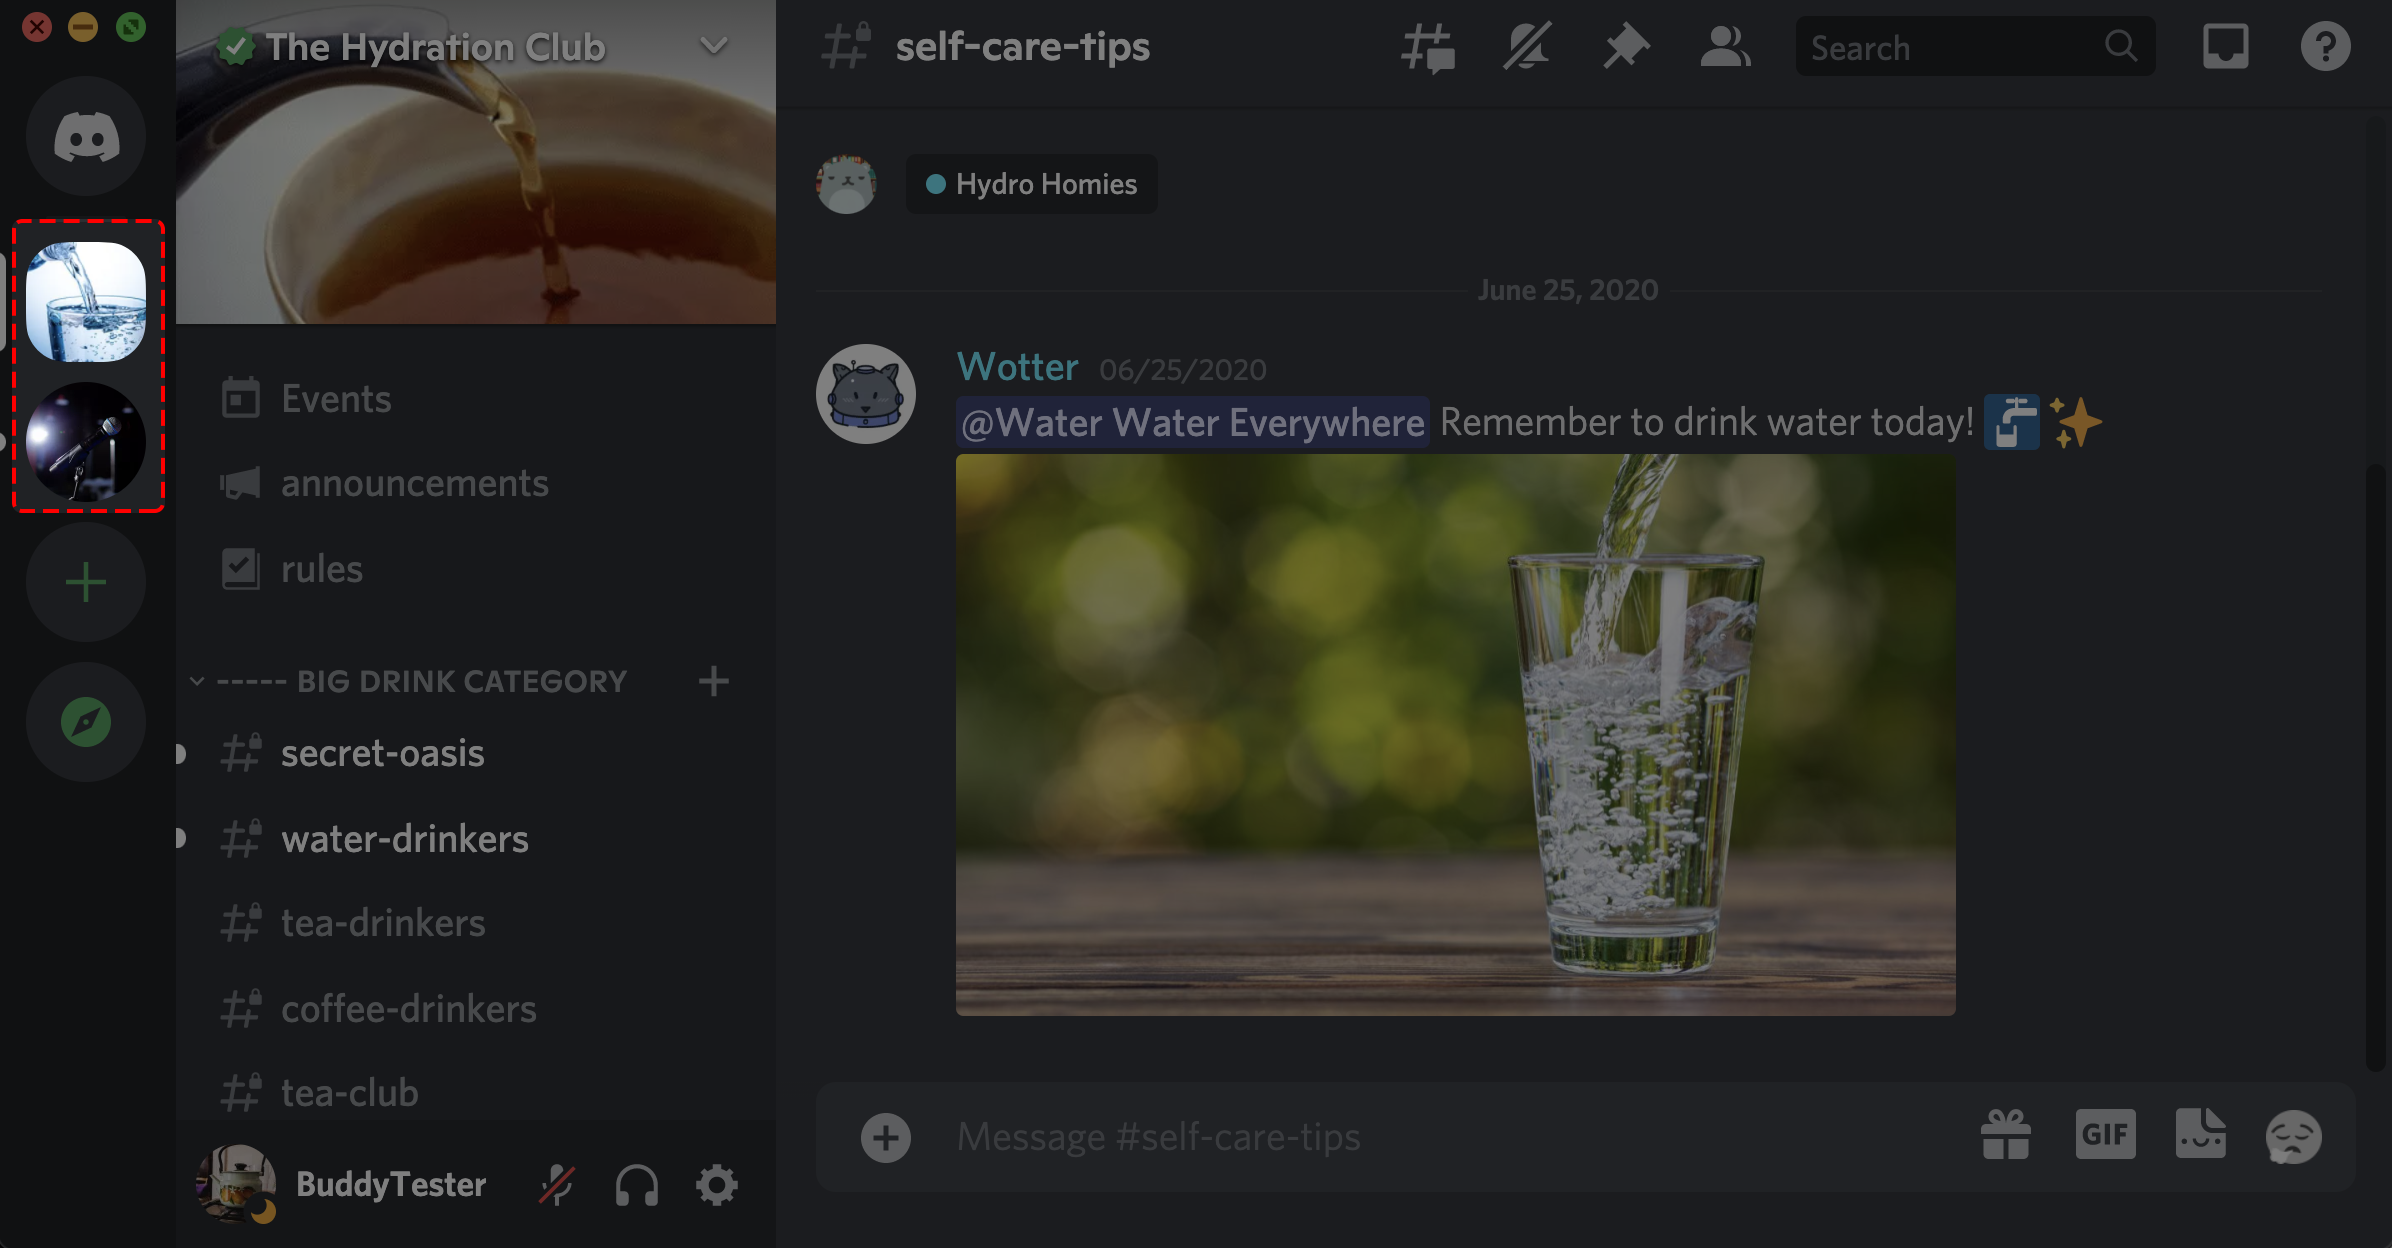 The Hydration Club
self-care-tips
Search
Hydro Homies
June 25, 2020
Wotter 06/25/2020
@Water Water Everywhere Remember to drink water today!
Events
announcements
rules
----- BIG DRINK CATEGORY
secret-oasis
water-drinkers
tea-drinkers
coffee-drinkers
tea-club
BuddyTester
Message #self-care-tips
GIF